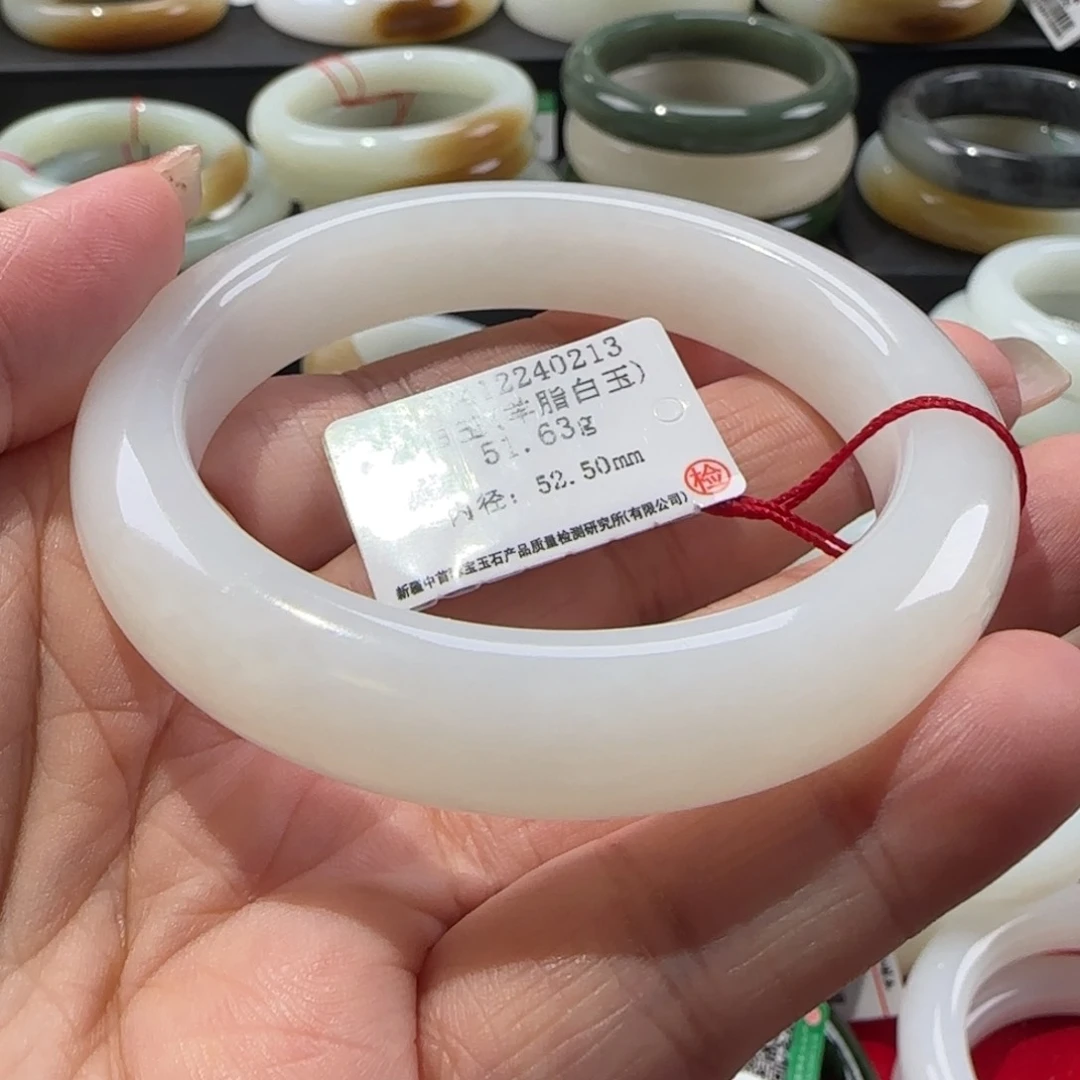 12240213
羊脂白玉)
51.63g
内径: 52.50mm
检
新疆中首 宝玉石产品质量检测研究所(有限公司)